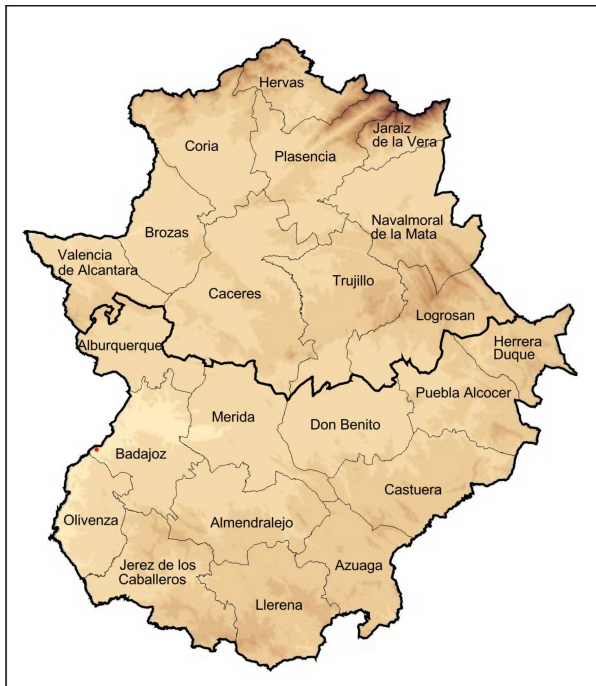 Hervas
Jaraiz
de la Vera
Coria
Plasencia
Navalmoral
de la Mata
Brozas
Valencia
de Alcantara
Trujillo
Caceres
Logrosan
Herrera
Duque
Alburquerque
Puebla Alcocer
Merida
Don Benito
Badajoz
Castuera
Olivenza
Almendralejo
Jerez de los
Caballeros
Azuaga
Llerena